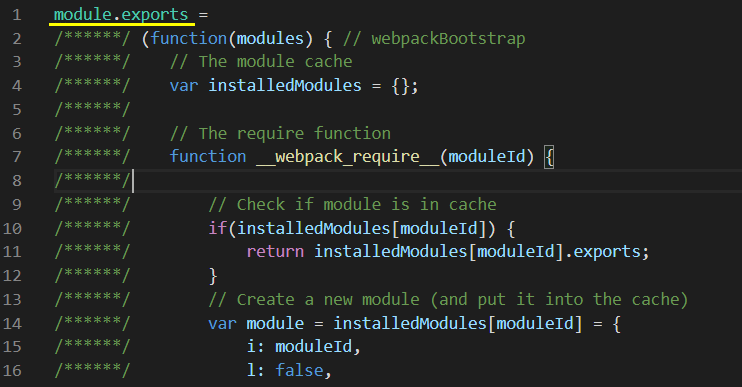 1 module.exports =
2 /******/ (function(modules) { // webpackBootstrap
3 /******/ 	// The module cache
4 /******/ 	var installedModules = {};
5 /******/
6 /******/ 	// The require function
7 /******/ 	function __webpack_require__(moduleId) {
8 /******/
9 /******/ 		// Check if module is in cache
10 /******/ 		if(installedModules[moduleId]) {
11 /******/ 			return installedModules[moduleId].exports;
12 /******/ 		}
13 /******/ 		// Create a new module (and put it into the cache)
14 /******/ 		var module = installedModules[moduleId] = {
15 /******/ 			i: moduleId,
16 /******/ 			l: false,